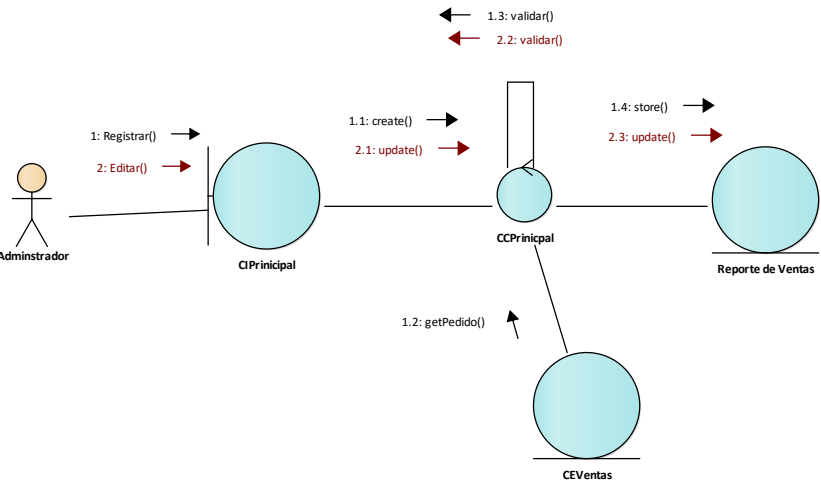 1.3: validar()
2.2: validar()
1: Registrar()
2: Editar()
1.1: create()
2.1: update()
1.4: store()
2.3: update()
Adminstrador
CIPrinicipal
CCPrinicpal
Reporte de Ventas
1.2: getPedido()
CEVentas